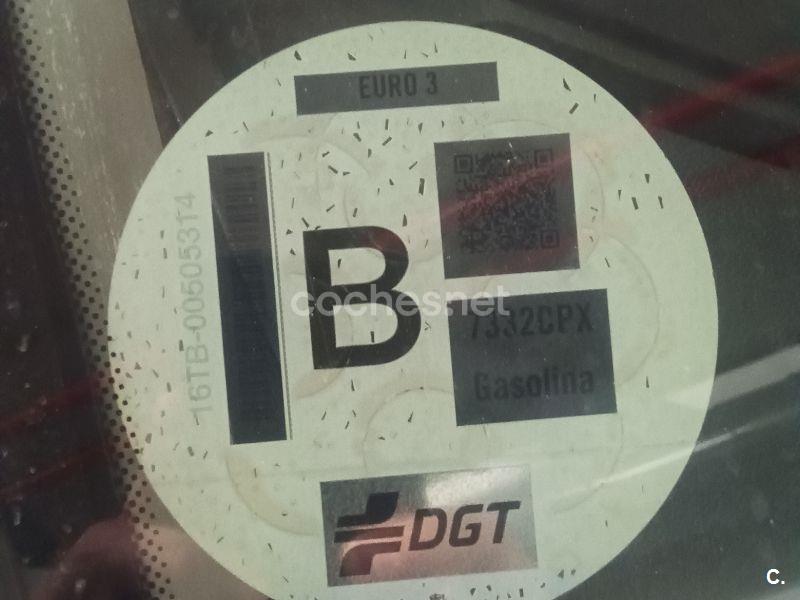 EURO 3
16TB-00505314
B
coches.net
7332CPX
Gasolina
DGT
C.